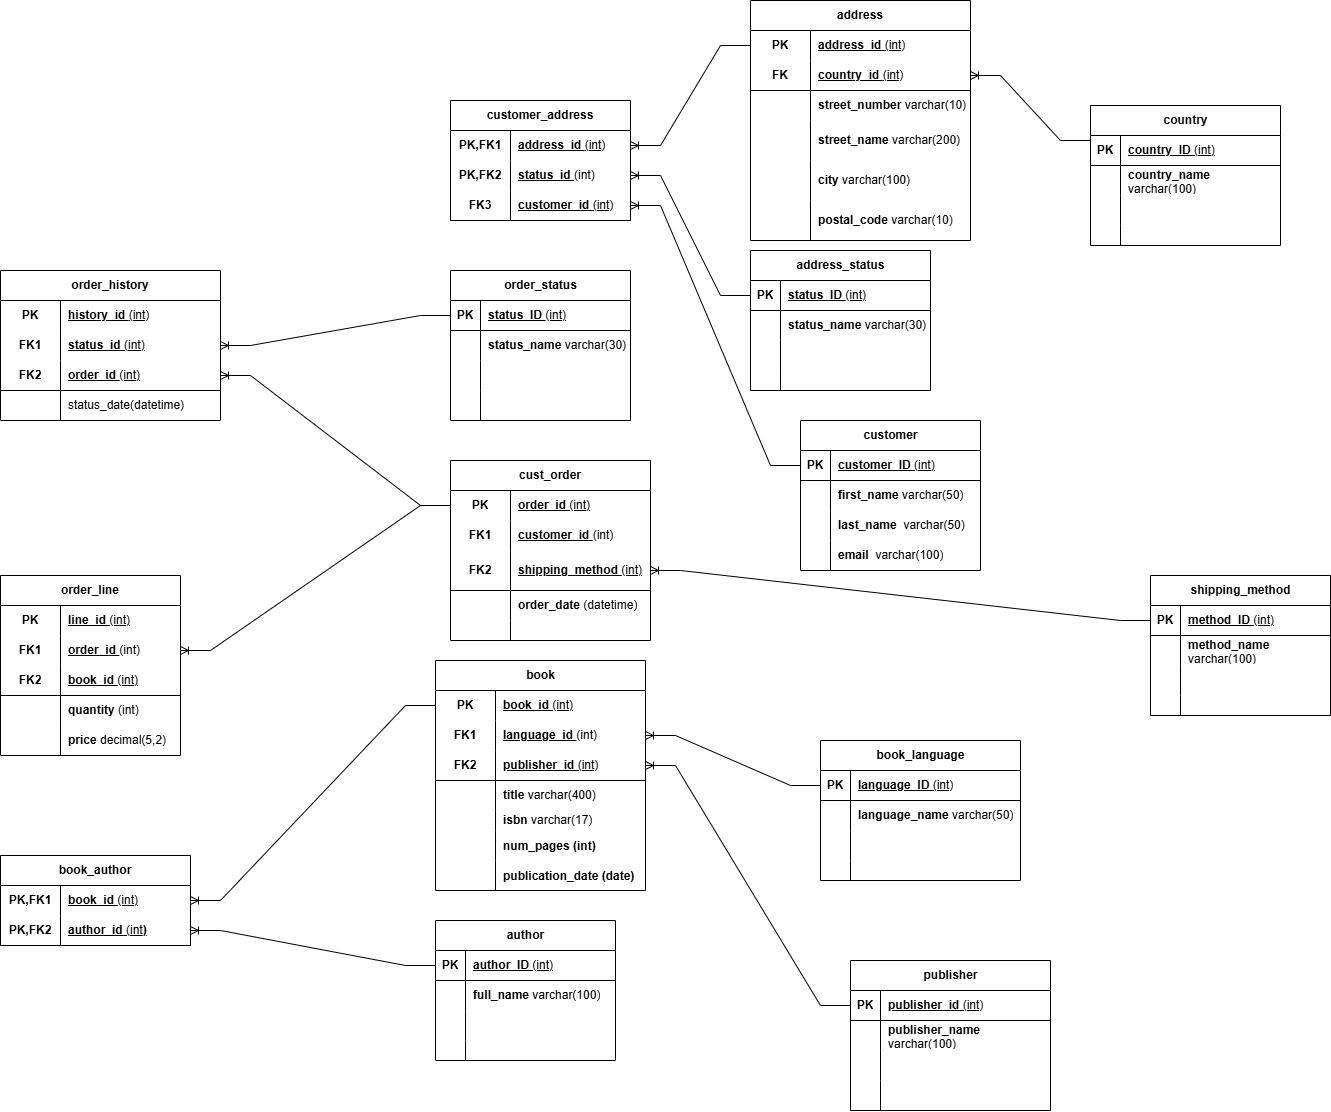 address
PK address_id (int)
FK country_id (int)
street_number varchar(10)
street_name varchar(200)
city varchar(100)
postal_code varchar(10)
customer_address
PK,FK1 address_id (int)
PK,FK2 status_id (int)
FK3 customer_id (int)
country
PK country_ID (int)
country_name
varchar(100)
address_status
PK status_ID (int)
status_name varchar(30)
order_history
PK history_id (int)
FK1 status_id (int)
FK2 order_id (int)
status_date(datetime)
order_status
PK status_ID (int)
status_name varchar(30)
customer
PK customer_ID (int)
first_name varchar(50)
last_name  varchar(50)
email  varchar(100)
cust_order
PK order_id (int)
FK1 customer_id (int)
FK2 shipping_method (int)
order_date (datetime)
order_line
PK line_id (int)
FK1 order_id (int)
FK2 book_id (int)
quantity (int)
price decimal(5,2)
shipping_method
PK method_ID (int)
method_name
varchar(100)
book
PK book_id (int)
FK1 language_id (int)
FK2 publisher_id (int)
title varchar(400)
isbn varchar(17)
num_pages (int)
publication_date (date)
book_language
PK language_ID (int)
language_name varchar(50)
book_author
PK,FK1 book_id (int)
PK,FK2 author_id (int)
author
PK author_ID (int)
full_name varchar(100)
publisher
PK publisher_id (int)
publisher_name
varchar(100)